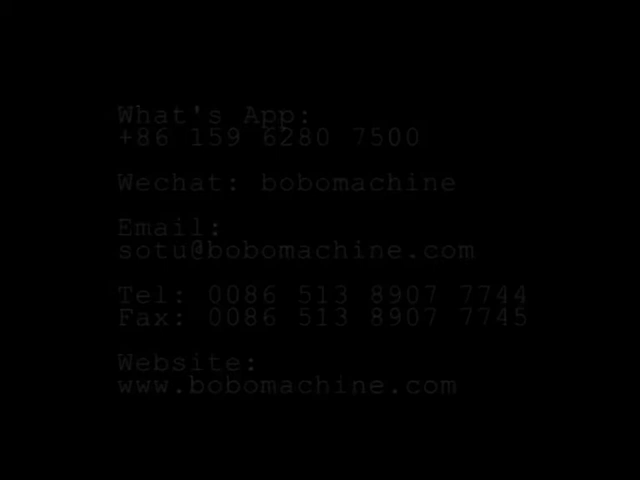 What's App:
+86 159 6280 7500
Wechat: bobomachine
Email:
sotu@bobomachine.com
Tel: 0086 513 8907 7744
Fax: 0086 513 8907 7745
Website:
www.bobomachine.com